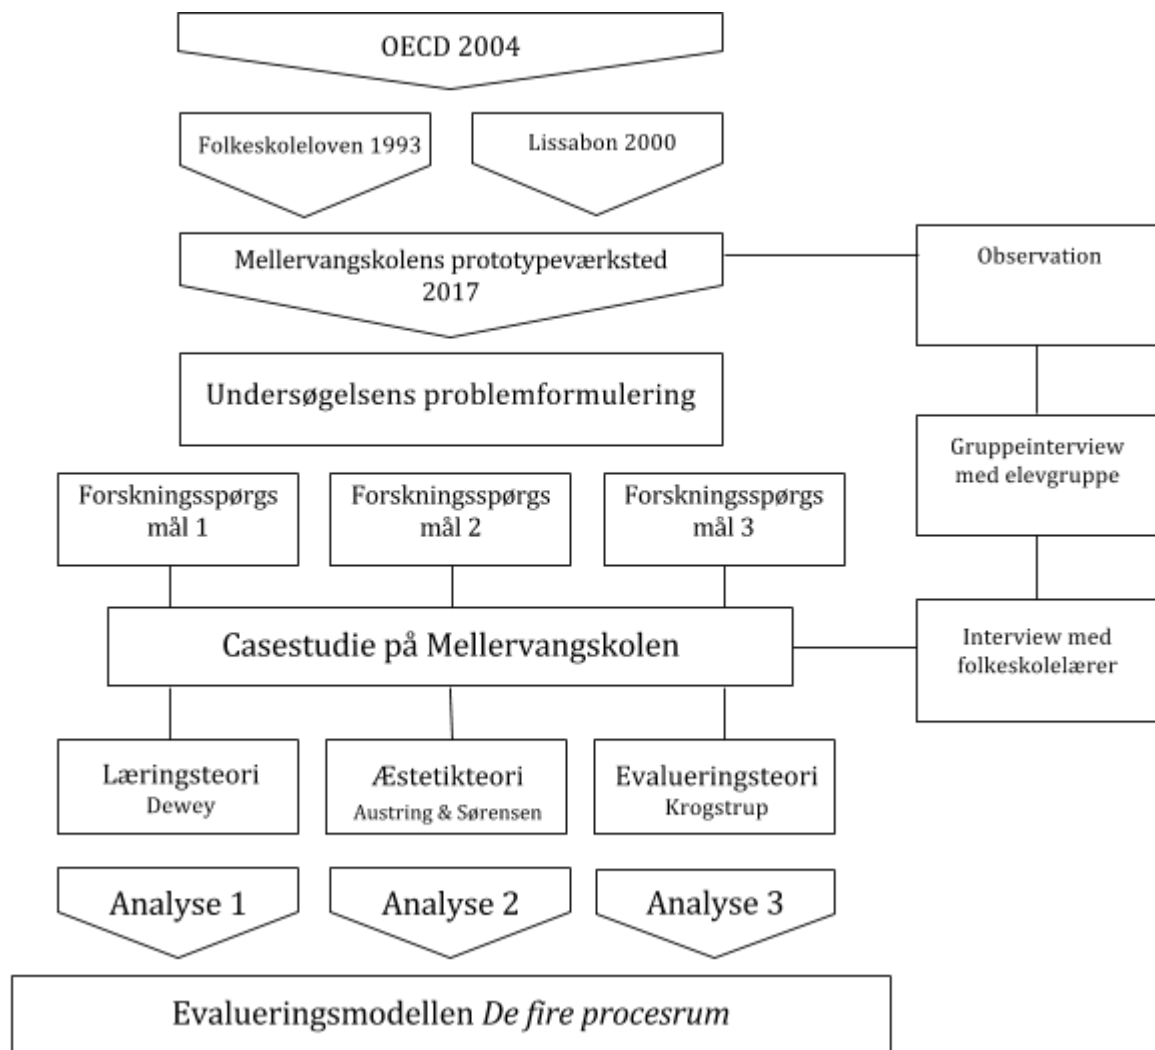 OECD 2004
Folkeskoleloven 1993
Lissabon 2000
Mellervangskolens prototypeværksted
2017
Observation
Undersøgelsens problemformulering
Gruppeinterview
med elevgruppe
Forskningsspørgs
mål 1
Forskningsspørgs
mål 2
Forskningsspørgs
mål 3
Casestudie på Mellervangskolen
Interview med
folkeskolelærer
Læringsteori
Dewey
Æstetikteori
Austring & Sørensen
Evalueringsteori
Krogstrup
Analyse 1
Analyse 2
Analyse 3
Evalueringsmodellen De fire procesrum